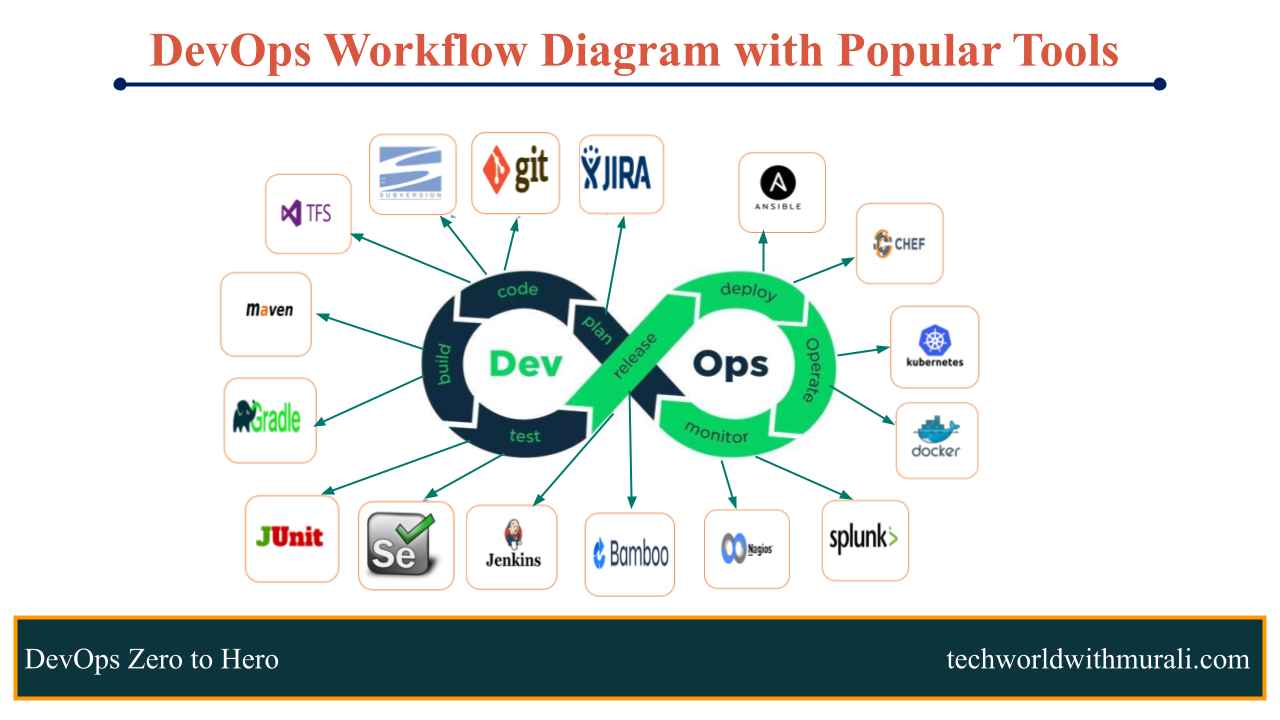 DevOps Workflow Diagram with Popular Tools
SUBVERSION
git
JIRA
TFS
ANSIBLE
CHEF
maven
code
plan
release
deploy
build
Dev
Ops
Operate
kubernetes
Gradle
test
monitor
docker
JUnit
Se
Jenkins
Bamboo
Nagios
splunk>
DevOps Zero to Hero
techworldwithmurali.com